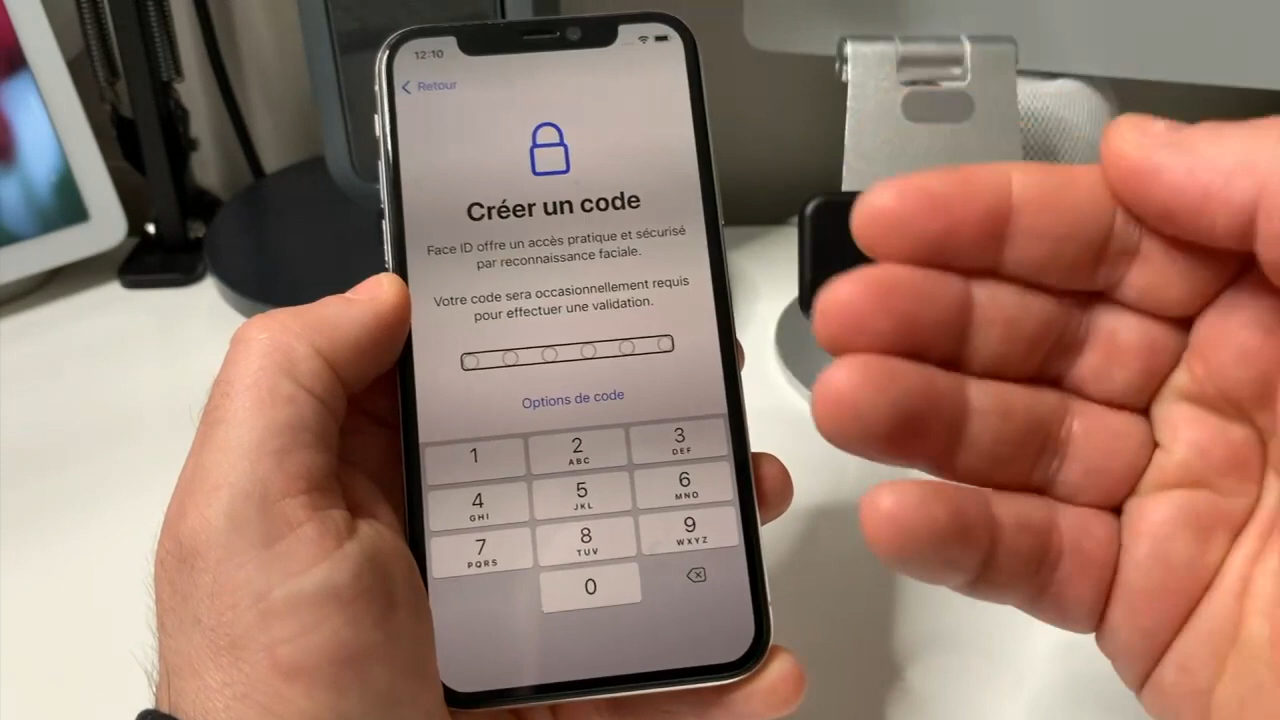 12:10
Retour
Créer un code
Face ID offre un accès pratique et sécurisé
par reconnaissance faciale.
Votre code sera occasionnellement requis
pour effectuer une validation.
Options de code
1 2 3
ABC DEF
4 5 6
GHI JKL MNO
7 8 9
PQRS TUV WXYZ
0